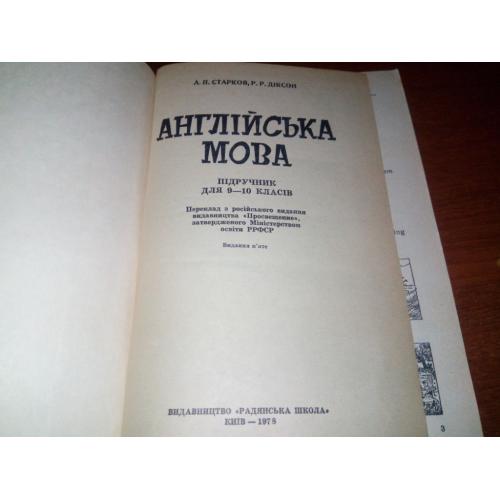 А. П. СТАРКОВ, Р. Р. ДІКСОН
АНГЛІЙСЬКА
МОВА
ПІДРУЧНИК
ДЛЯ 9—10 КЛАСІВ
Переклад з російського видання
видавництва «Просвещение»,
затвердженого Міністерством
освіти РРФСР
Видання п'яте
ВИДАВНИЦТВО «РАДЯНСЬКА ШКОЛА»
КИЇВ — 1978
3